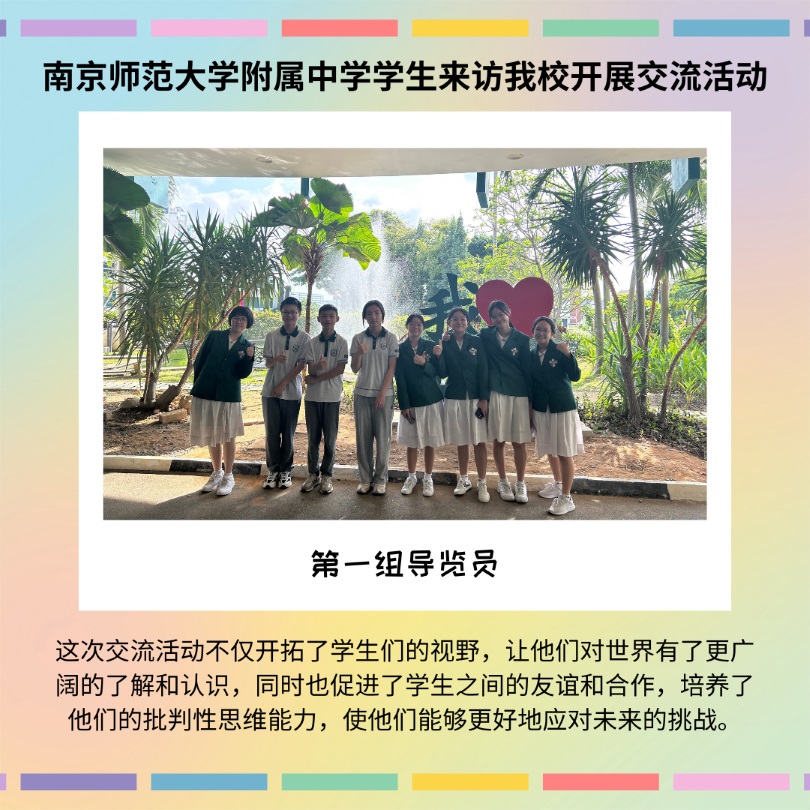 南京师范大学附属中学学生来访我校开展交流活动
我
第一组导览员
这次交流活动不仅开拓了学生们的视野，让他们对世界有了更广
阔的了解和认识，同时也促进了学生之间的友谊和合作，培养了
他们的批判性思维能力，使他们能够更好地应对未来的挑战。